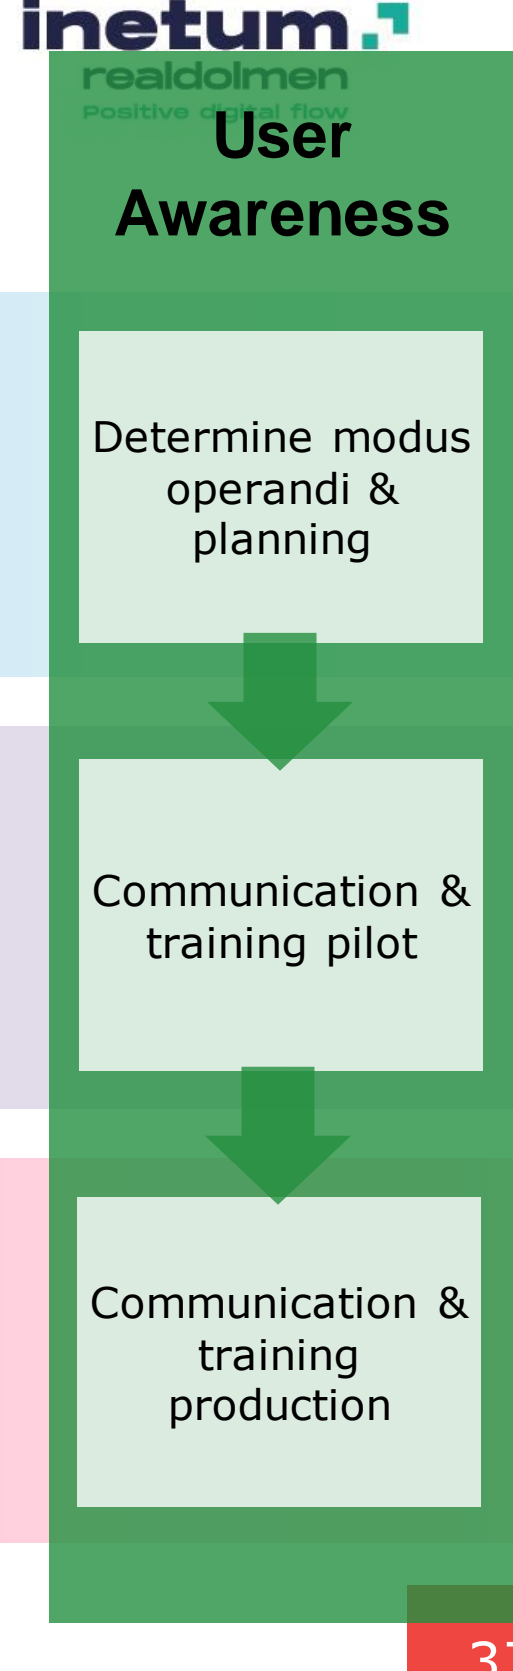 inetum.
realdolmen
Positive digital flow
User
Awareness
Determine modus
operandi &
planning
Communication &
training pilot
Communication &
training
production